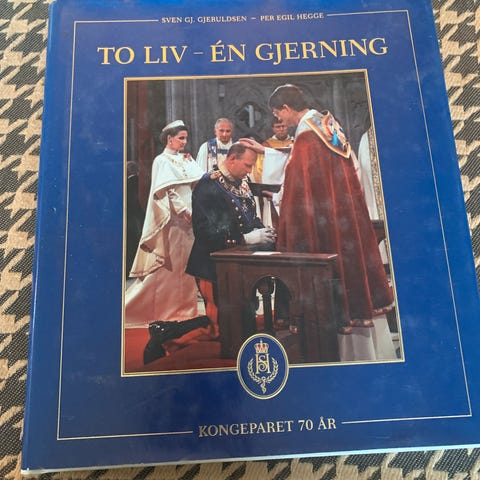 SVEN GJ. GJERULDSEN – PER EGIL HEGGE
TO LIV – ÉN GJERNING
KONGEPARET 70 ÅR